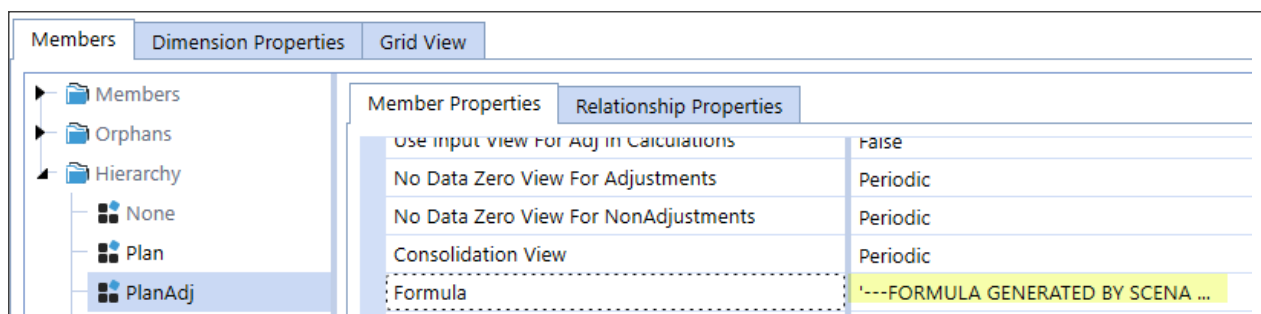 Members Dimension Properties Grid View
Members
Orphans
Hierarchy
None
Plan
PlanAdj
Member Properties Relationship Properties
Use Input View For Adj In Calculations False
No Data Zero View For Adjustments Periodic
No Data Zero View For NonAdjustments Periodic
Consolidation View Periodic
Formula '---FORMULA GENERATED BY SCENA ...